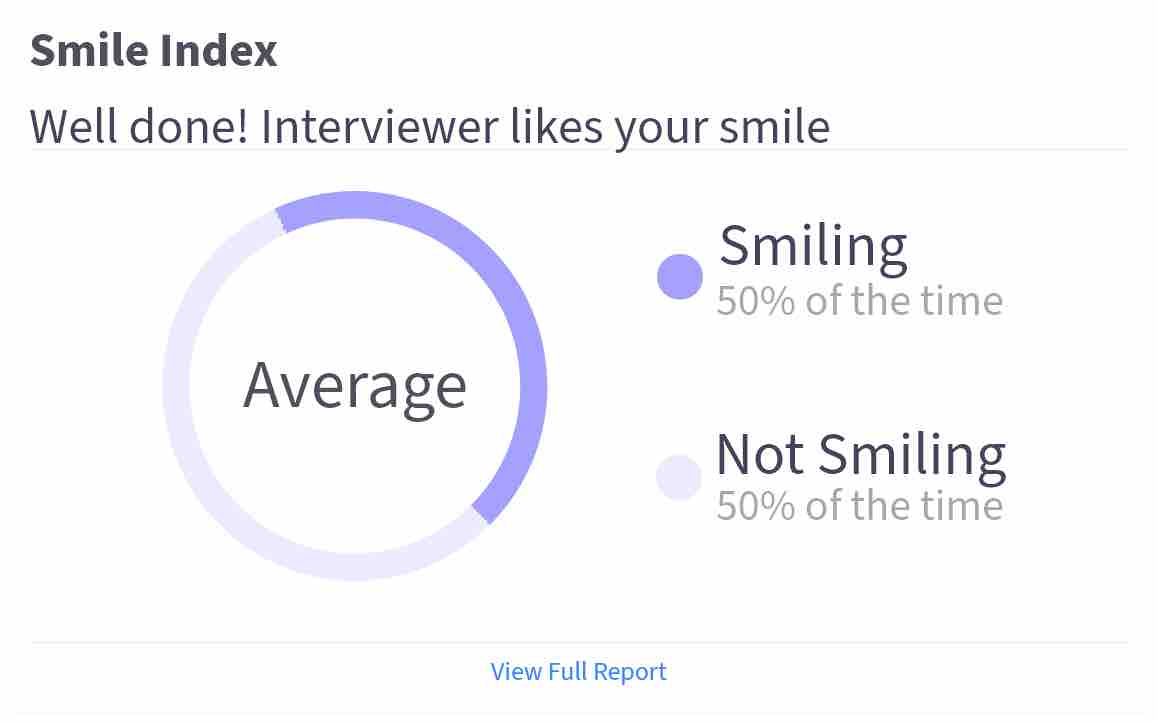 Smile Index
Well done! Interviewer likes your smile
Average
Smiling
50% of the time
Not Smiling
50% of the time
View Full Report